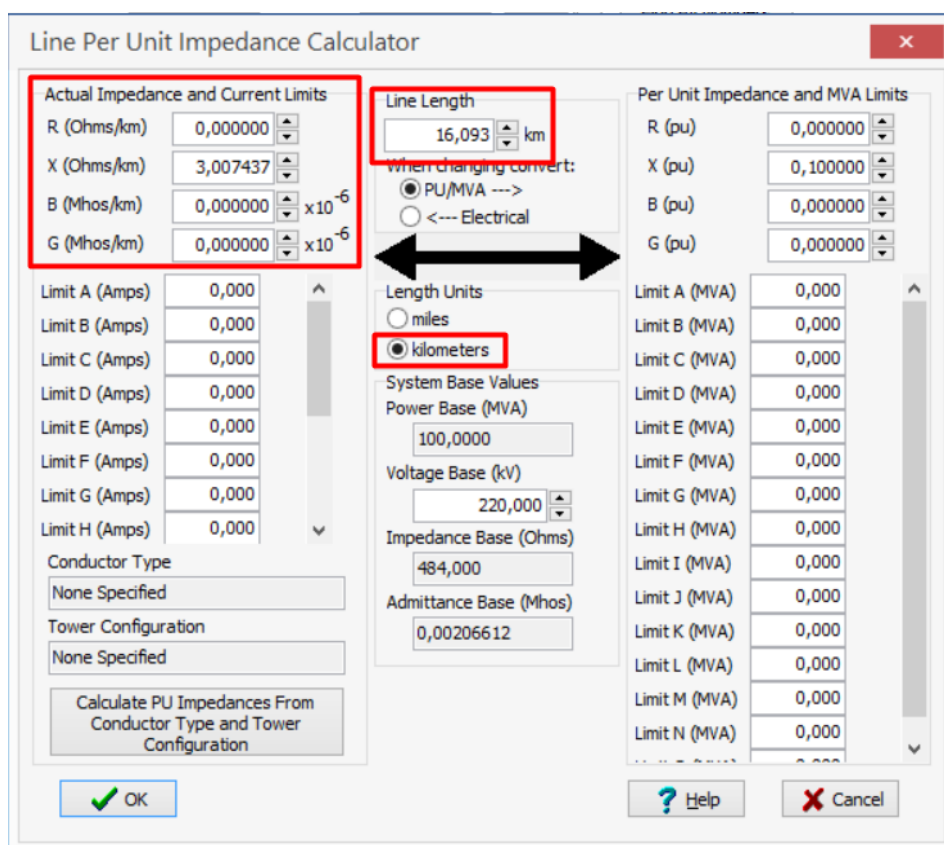 Line Per Unit Impedance Calculator
Actual Impedance and Current Limits
R (Ohms/km) 0,000000
X (Ohms/km) 3,007437
B (Mhos/km) 0,000000 x10-6
G (Mhos/km) 0,000000 x10-6
Limit A (Amps) 0,000
Limit B (Amps) 0,000
Limit C (Amps) 0,000
Limit D (Amps) 0,000
Limit E (Amps) 0,000
Limit F (Amps) 0,000
Limit G (Amps) 0,000
Limit H (Amps) 0,000
Conductor Type
None Specified
Tower Configuration
None Specified
Calculate PU Impedances From
Conductor Type and Tower
Configuration
Line Length
16,093 km
When changing convert:
PU/MVA --->
<--- Electrical
Length Units
miles
kilometers
System Base Values
Power Base (MVA)
100,0000
Voltage Base (kV)
220,000
Impedance Base (Ohms)
484,000
Admittance Base (Mhos)
0,00206612
Per Unit Impedance and MVA Limits
R (pu) 0,000000
X (pu) 0,100000
B (pu) 0,000000
G (pu) 0,000000
Limit A (MVA) 0,000
Limit B (MVA) 0,000
Limit C (MVA) 0,000
Limit D (MVA) 0,000
Limit E (MVA) 0,000
Limit F (MVA) 0,000
Limit G (MVA) 0,000
Limit H (MVA) 0,000
Limit I (MVA) 0,000
Limit J (MVA) 0,000
Limit K (MVA) 0,000
Limit L (MVA) 0,000
Limit M (MVA) 0,000
Limit N (MVA) 0,000
OK
Help
Cancel